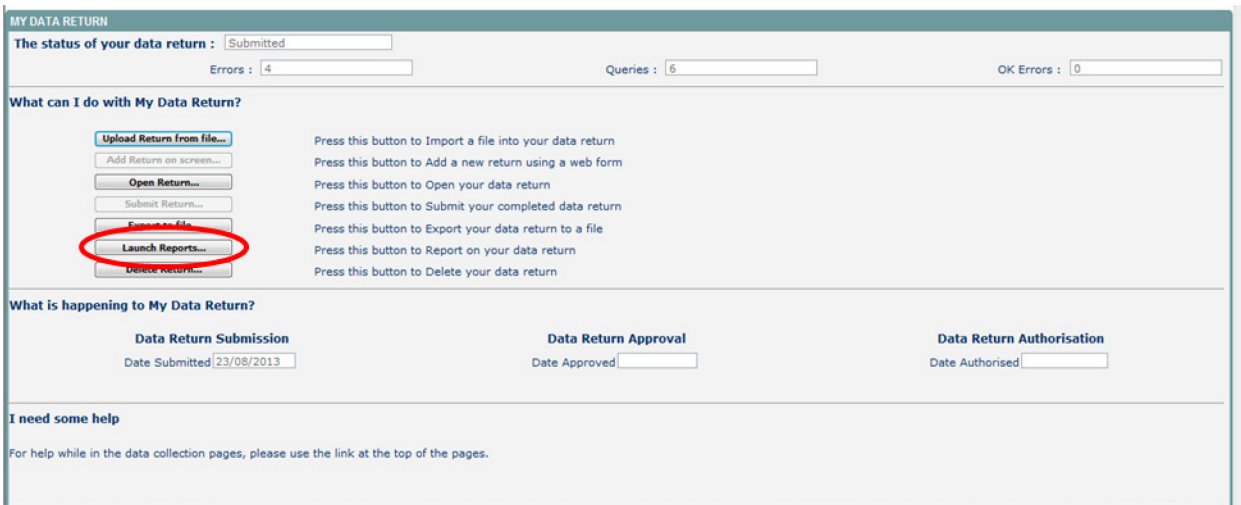 MY DATA RETURN
The status of your data return : Submitted
Errors : 4 Queries : 6 OK Errors : 0
What can I do with My Data Return?
Upload Return from file... Press this button to Import a file into your data return
Add Return on screen... Press this button to Add a new return using a web form
Open Return... Press this button to Open your data return
Submit Return... Press this button to Submit your completed data return
Export to file... Press this button to Export your data return to a file
Launch Reports... Press this button to Report on your data return
Delete Return... Press this button to Delete your data return
What is happening to My Data Return?
Data Return Submission Data Return Approval Data Return Authorisation
Date Submitted 23/08/2013 Date Approved Date Authorised
I need some help
For help while in the data collection pages, please use the link at the top of the pages.